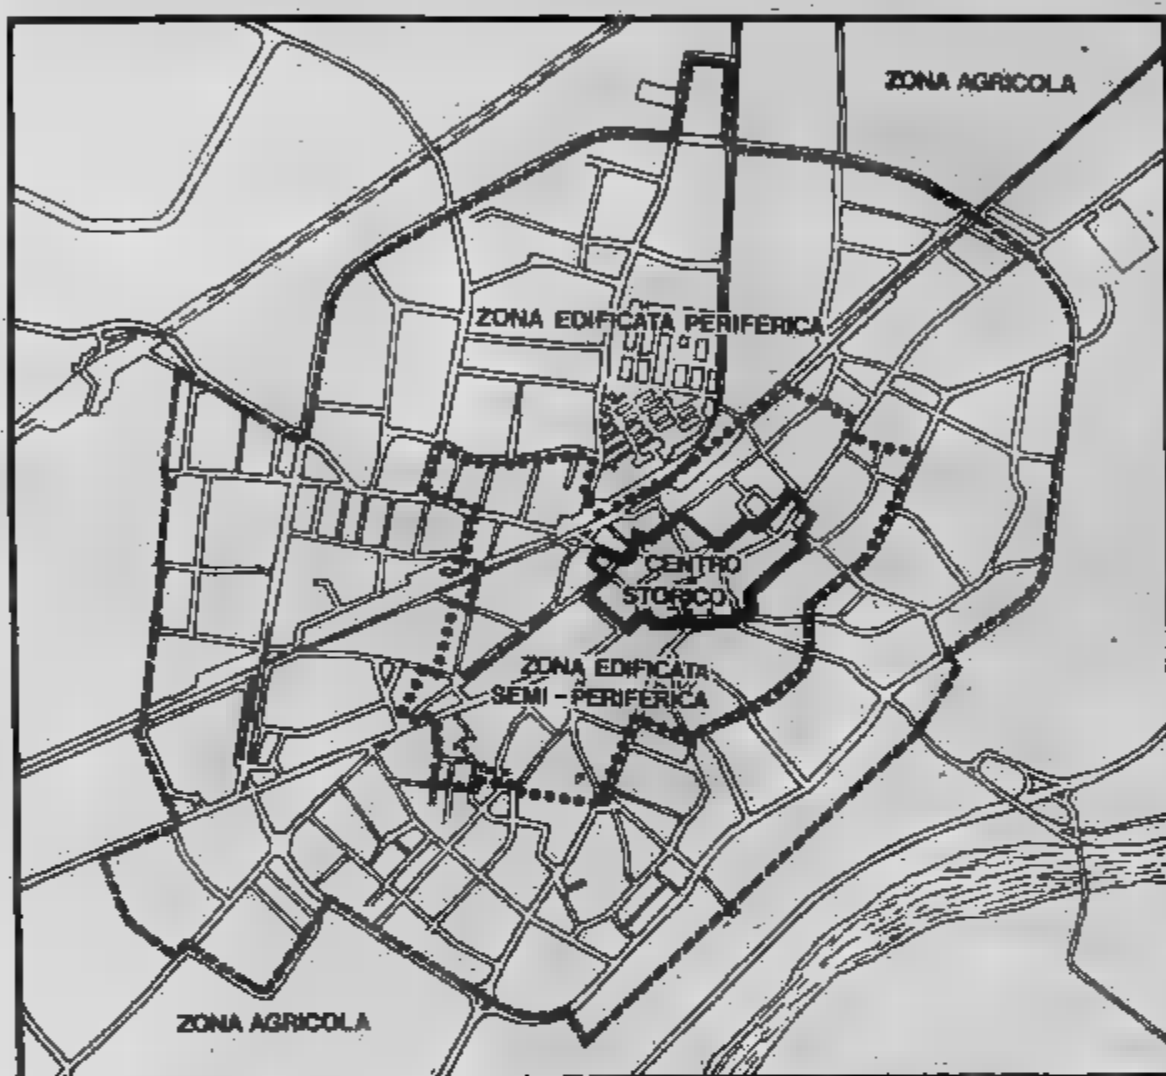 ZONA AGRICOLA
ZONA EDIFICATA PERIFERICA
CENTRO
STORICO
ZONA EDIFICATA
SEMI - PERIFERICA
ZONA AGRICOLA